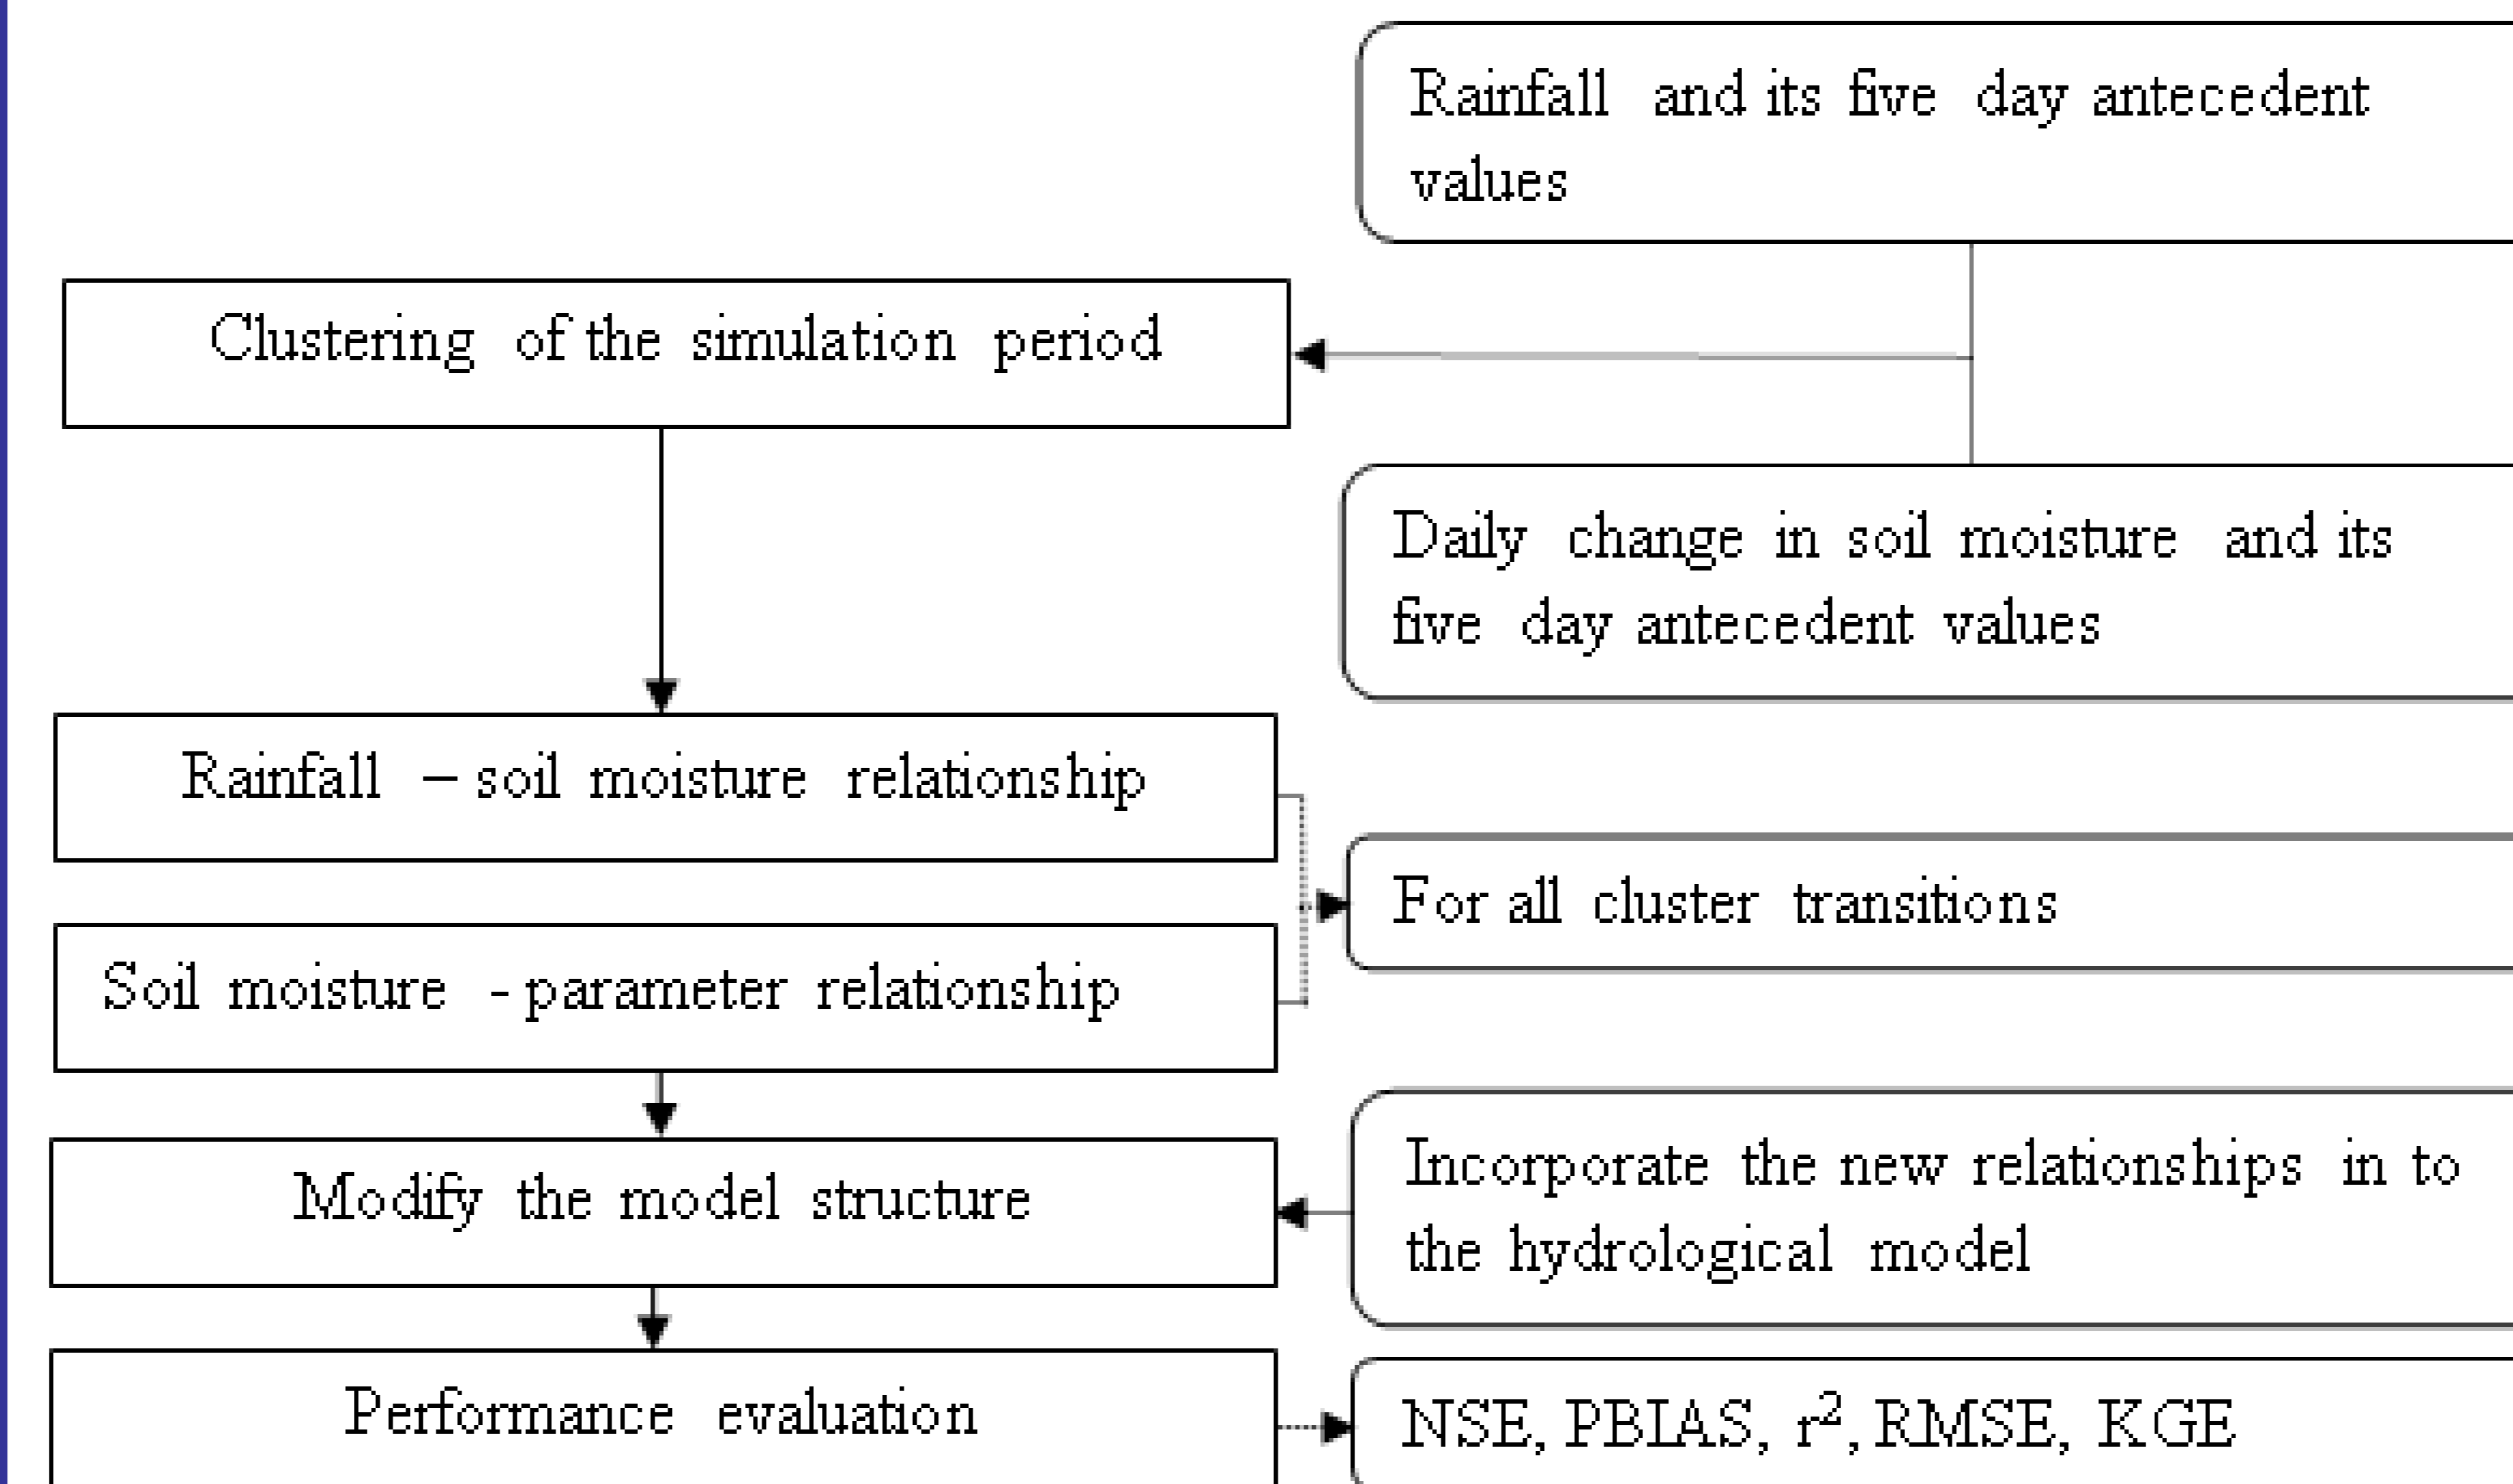 Rainfall and its five day antecedent
values
Clustering of the simulation period
Daily change in soil moisture and its
five day antecedent values
Rainfall – soil moisture relationship
For all cluster transitions
Soil moisture - parameter relationship
Incorporate the new relationships in to
the hydrological model
Modify the model structure
Performance evaluation
NSE, PBIAS, r², RMSE, KGE